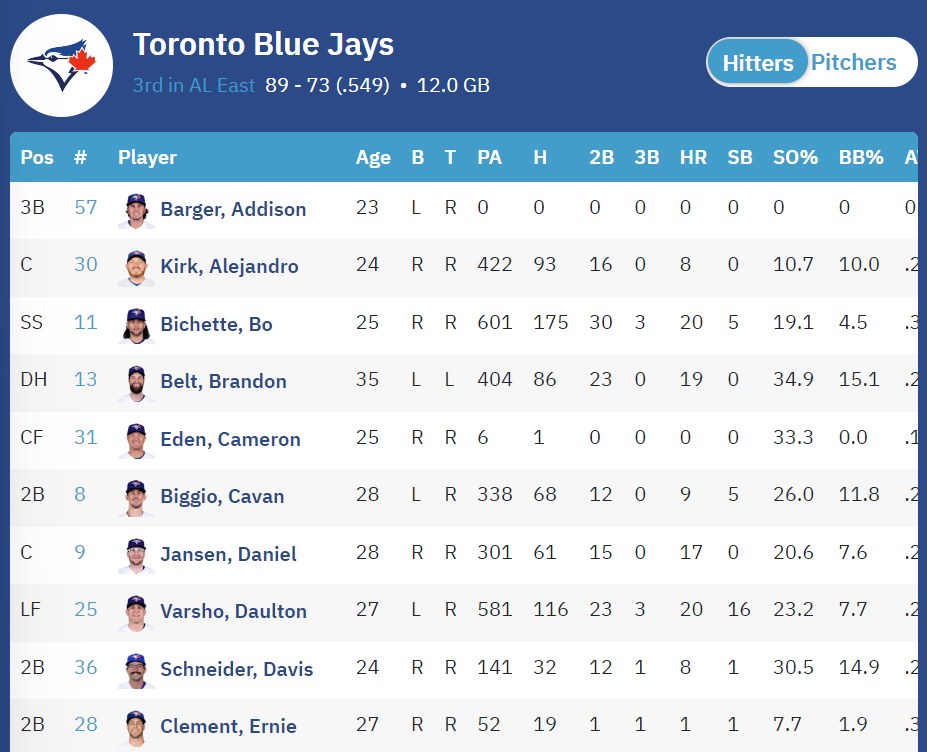 Toronto Blue Jays
3rd in AL East 89 - 73 (.549) • 12.0 GB
Hitters Pitchers
Pos # Player Age B T PA H 2B 3B HR SB SO% BB% A
3B 57 Barger, Addison 23 L R 0 0 0 0 0 0 0 0 0
C 30 Kirk, Alejandro 24 R R 422 93 16 0 8 0 10.7 10.0 .2
SS 11 Bichette, Bo 25 R R 601 175 30 3 20 5 19.1 4.5 .3
DH 13 Belt, Brandon 35 L L 404 86 23 0 19 0 34.9 15.1 .2
CF 31 Eden, Cameron 25 R R 6 1 0 0 0 0 33.3 0.0 .1
2B 8 Biggio, Cavan 28 L R 338 68 12 0 9 5 26.0 11.8 .2
C 9 Jansen, Daniel 28 R R 301 61 15 0 17 0 20.6 7.6 .2
LF 25 Varsho, Daulton 27 L R 581 116 23 3 20 16 23.2 7.7 .2
2B 36 Schneider, Davis 24 R R 141 32 12 1 8 1 30.5 14.9 .2
2B 28 Clement, Ernie 27 R R 52 19 1 1 1 1 7.7 1.9 .3